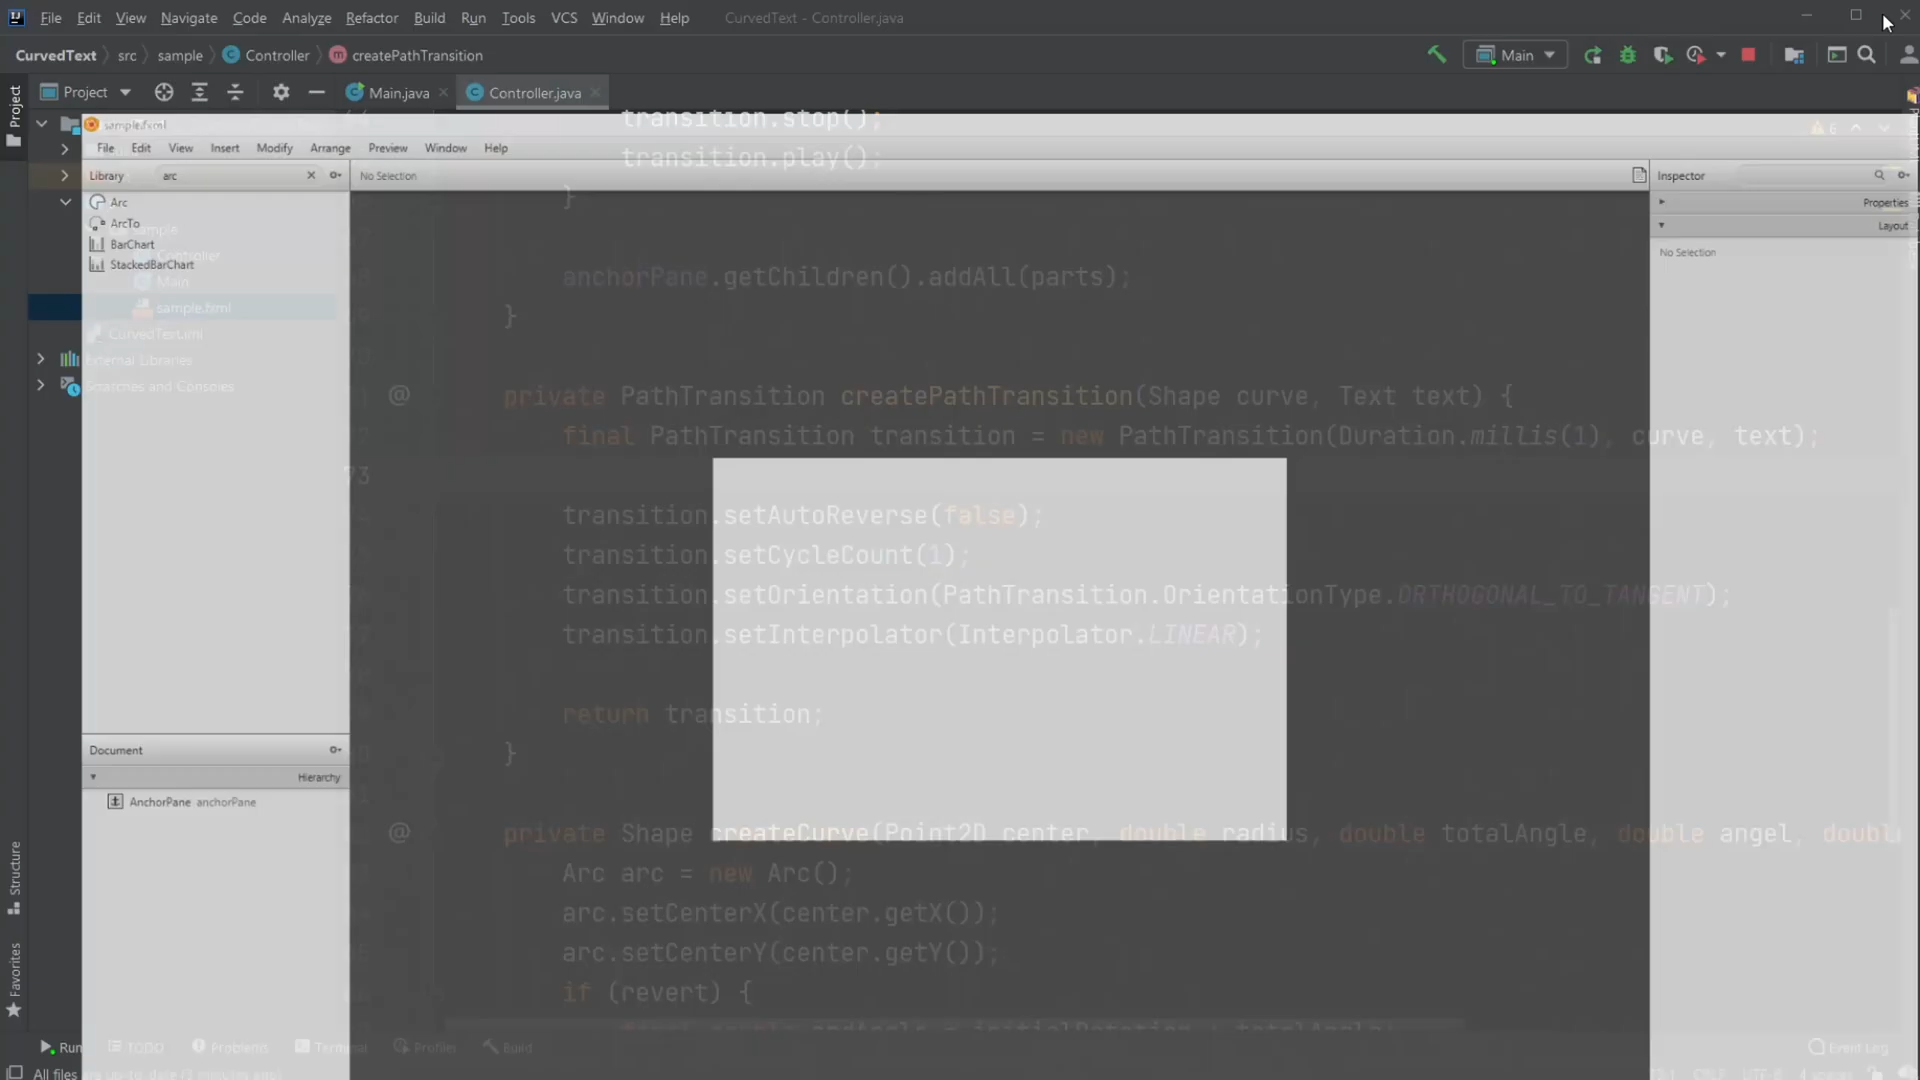 File Edit View Navigate Code Analyze Refactor Build Run Tools VCS Window Help CurvedText - Controller.java
CurvedText src sample Controller createPathTransition Main
Project Main.java Controller.java
Project
transition.stop();
sample.fxml
6
File Edit View Insert Modify Arrange Preview Window Help
transition.play();
Library arc No Selection Inspector
}
Arc Properties
ArcTo Layout
sample
BarChart No Selection
Controller
StackedBarChart
anchorPane.getChildren().addAll(parts);
Main
sample.fxml
}
CurvedText.iml
External Libraries
Scratches and Consoles
private PathTransition createPathTransition(Shape curve, Text text) {
final PathTransition transition = new PathTransition(Duration.millis(1), curve, text);
73
transition.setAutoReverse(false);
transition.setCycleCount(1);
transition.setOrientation(PathTransition.OrientationType.ORTHOGONAL_TO_TANGENT);
transition.setInterpolator(Interpolator.LINEAR);
return transition;
Document
}
Hierarchy
AnchorPane anchorPane
private Shape createCurve(Point2D center, double radius, double totalAngle, double angel, double
Arc arc = new Arc();
Structure
arc.setCenterX(center.getX());
arc.setCenterY(center.getY());
Favorites
if (revert) {
Run TODO Problems Terminal Profiler Build Event Log
All files are up-to-date (3 minutes ago)